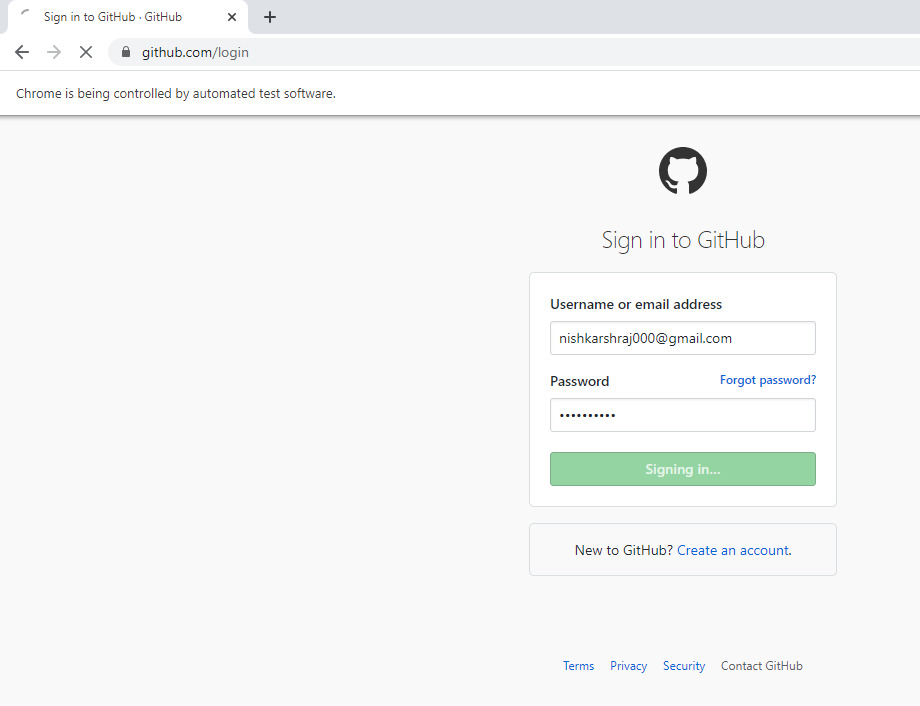 Sign in to GitHub · GitHub
github.com/login
Chrome is being controlled by automated test software.
Sign in to GitHub
Username or email address
nishkarshraj000@gmail.com
Password Forgot password?
••••••••••
Signing in...
New to GitHub? Create an account.
Terms Privacy Security Contact GitHub